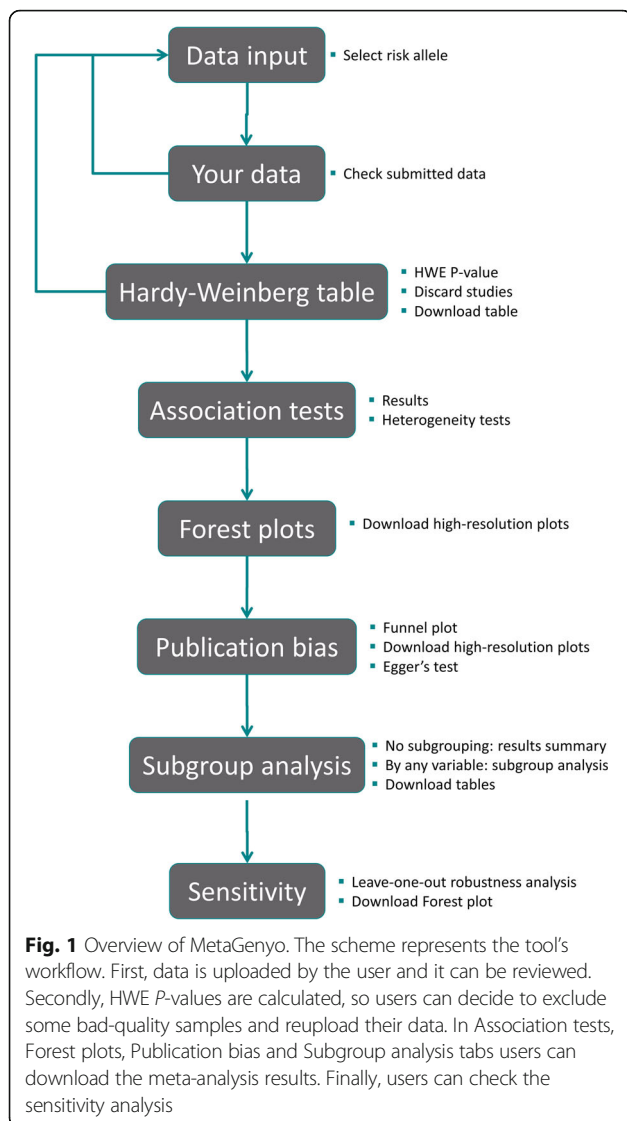 Data input
▪ Select risk allele
Your data
▪ Check submitted data
Hardy-Weinberg table
▪ HWE P-value
▪ Discard studies
▪ Download table
Association tests
▪ Results
▪ Heterogeneity tests
Forest plots
▪ Download high-resolution plots
Publication bias
▪ Funnel plot
▪ Download high-resolution plots
▪ Egger's test
Subgroup analysis
▪ No subgrouping: results summary
▪ By any variable: subgroup analysis
▪ Download tables
Sensitivity
▪ Leave-one-out robustness analysis
▪ Download Forest plot
Fig. 1 Overview of MetaGenyo. The scheme represents the tool's
workflow. First, data is uploaded by the user and it can be reviewed.
Secondly, HWE P-values are calculated, so users can decide to exclude
some bad-quality samples and reupload their data. In Association tests,
Forest plots, Publication bias and Subgroup analysis tabs users can
download the meta-analysis results. Finally, users can check the
sensitivity analysis